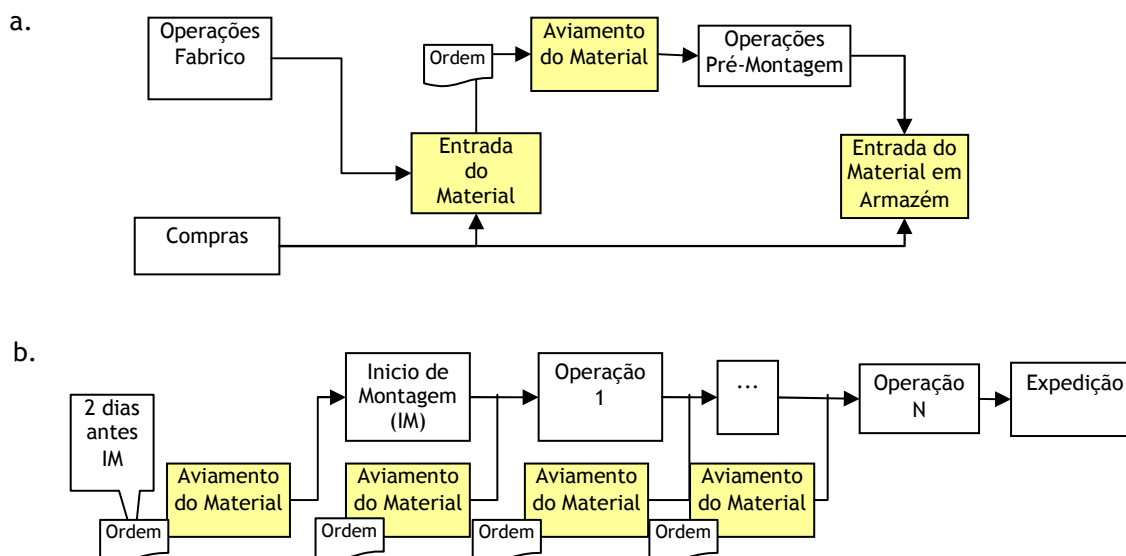 a.
Operações
Fabrico
Ordem
Aviamento
do Material
Operações
Pré-Montagem
Entrada
do
Material
Entrada do
Material em
Armazém
Compras
b.
2 dias
antes
IM
Inicio de
Montagem
(IM)
Operação
1
...
Operação
N
Expedição
Aviamento
do Material
Aviamento
do Material
Aviamento
do Material
Aviamento
do Material
Ordem
Ordem
Ordem
Ordem